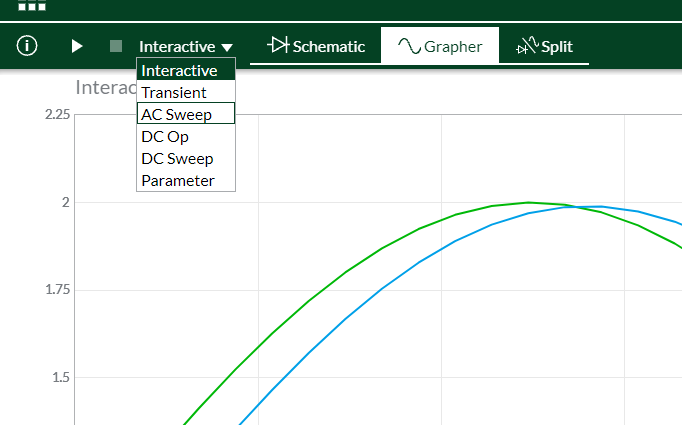 Interactive Schematic Grapher Split
Interac
Interactive
Transient
AC Sweep
DC Op
DC Sweep
Parameter
2.25
2
1.75
1.5